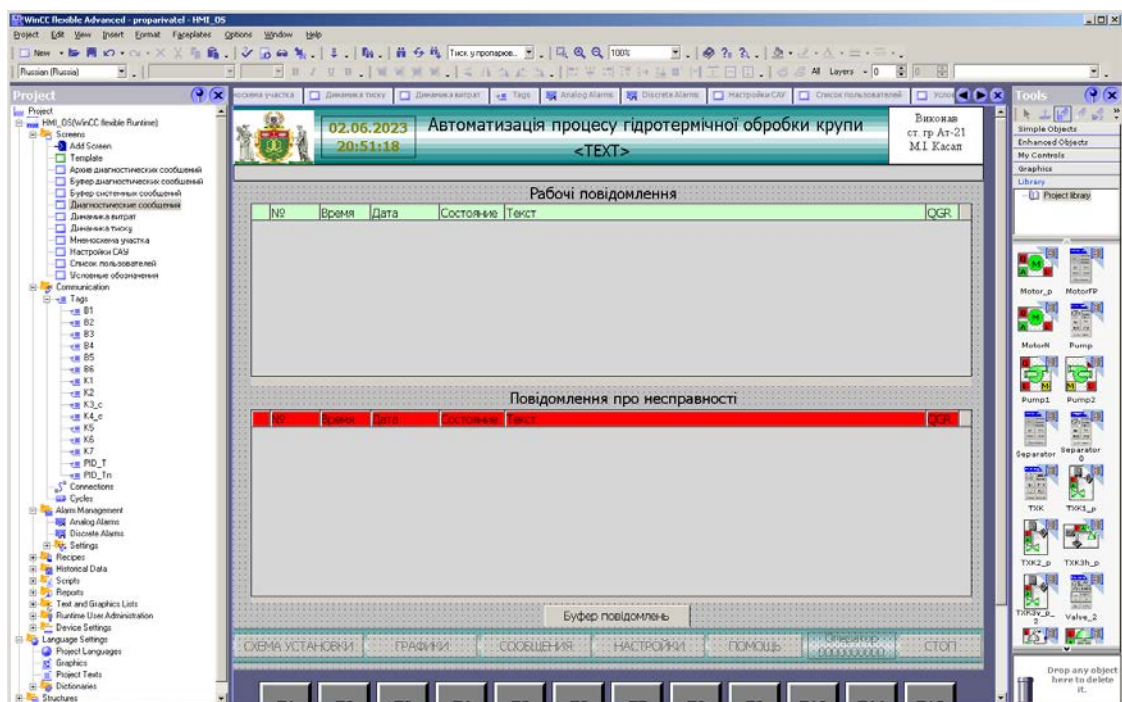 WinCC flexible Advanced - proparivatel - HMI_OS
Project Edit View Insert Format Faceplates Options Window Help
New
100%
Russian (Russia)
All Layers - 0
Project
Динамика тиску
Динамика витрат
Tags
Analog Alarms
Discrete Alarms
Настройки САУ
Список пользователей
Tools
Project
HMI_OS(WinCC flexible Runtime)
Screens
Add Screen
Template
Архив диагностических сообщений
Буфер диагностических сообщений
Буфер системных сообщений
Диагностические сообщения
Динамика витрат
Динамика тиску
Мнемосхема участка
Настройки САУ
Список пользователей
Условные обозначения
Communication
Tags
B1
B2
B3
B4
B5
B6
K1
K2
K3_c
K4_c
K5
K6
K7
PID_T
PID_Tn
Connections
Cycles
Alarm Management
Analog Alarms
Discrete Alarms
Settings
Recipes
Historical Data
Scripts
Reports
Text and Graphics Lists
Runtime User Administration
Device Settings
Language Settings
Project Languages
Graphics
Project Texts
Dictionaries
Structures
02.06.2023
20:51:18
Автоматизація процесу гідротермічної обробки крупи
<TEXT>
Виконав
ст. гр Ат-21
М.І. Касап
Рабочі повідомлення
№ Время Дата Состояние Текст QGR
Повідомлення про несправності
№ Время Дата Состояние Текст QGR
Буфер повідомлень
СХЕМА УСТАНОВКИ ГРАФИКИ СООБЩЕНИЯ НАСТРОЙКИ ПОМОЩЬ Оператор СТОП
Simple Objects
Enhanced Objects
My Controls
Graphics
Library
Project library
Motor_p MotorFP
MotorN Pump
Pump1 Pump2
Separator Separator0
TXK TXK1_p
TXK2_p TXK3h_p
TXK3v_p_2 Valve_2
Drop any object
here to delete
it.